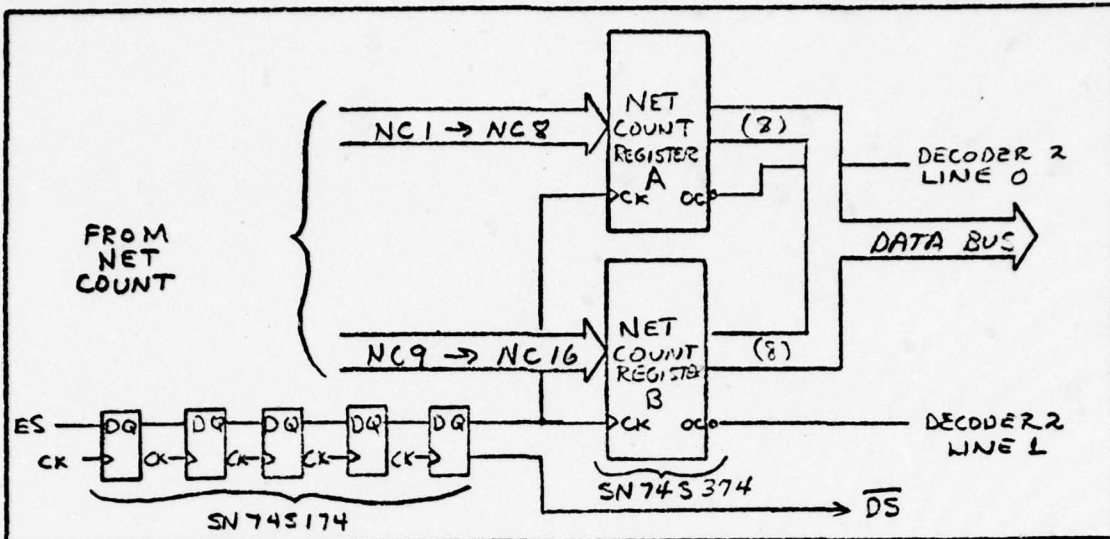 NET
COUNT
REGISTER
A
CK OC
NC1 → NC8
(8)
DECODER 2
LINE 0
FROM
NET
COUNT
DATA BUS
NET
COUNT
REGISTER
B
CK OC
NC9 → NC16
(8)
DECODER 2
LINE 1
ES
DQ DQ DQ DQ DQ
CK CK CK CK CK
SN74S174
SN74S374
DS